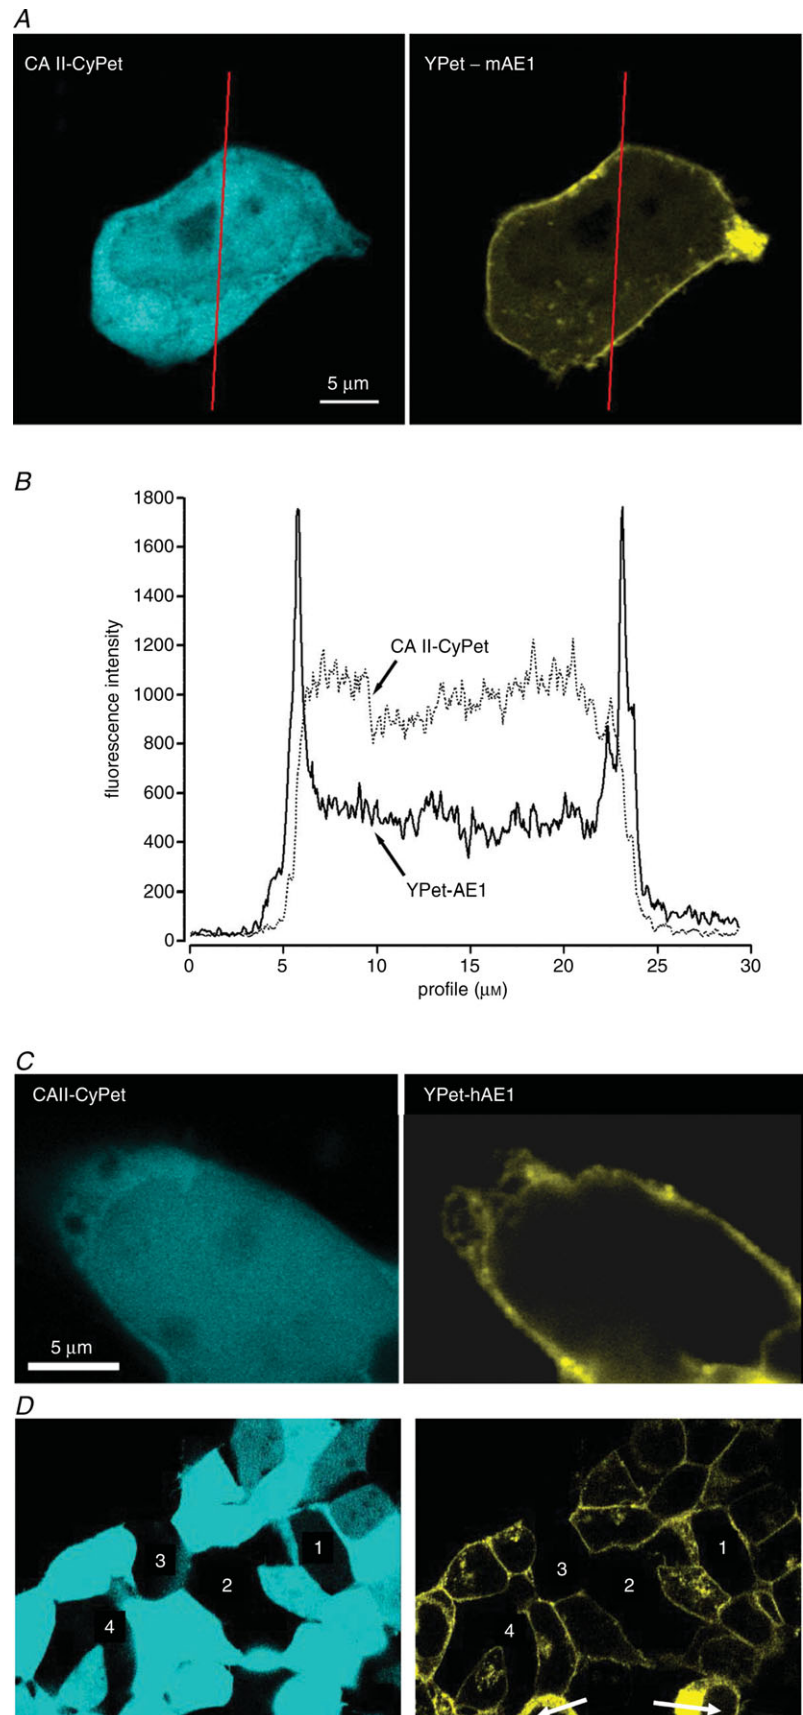 A
CA II-CyPet
YPet – mAE1
5 μm
B
1800
1600
1400
1200
1000
800
600
400
200
0
fluorescence intensity
CA II-CyPet
YPet-AE1
0 5 10 15 20 25 30
profile (μM)
C
CAII-CyPet
YPet-hAE1
5 μm
D
1
3
2
4
1
3
2
4